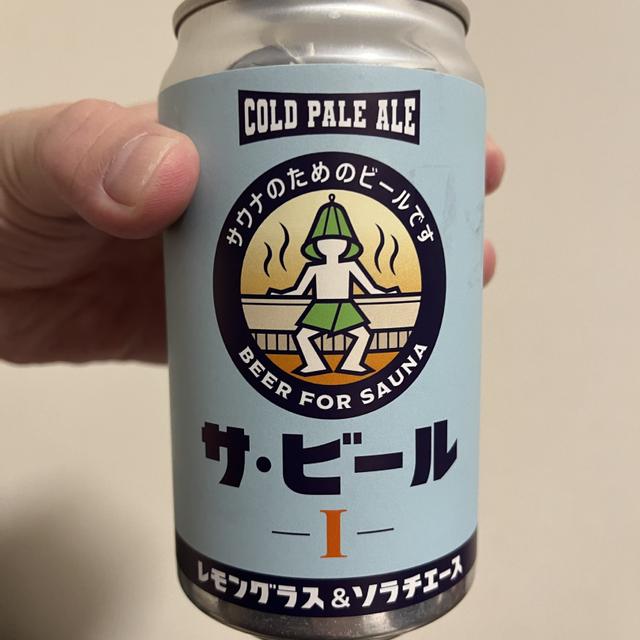 COLD PALE ALE
サウナのためのビールです
BEER FOR SAUNA
サ・ビール
I
レモングラス&ソラチエース